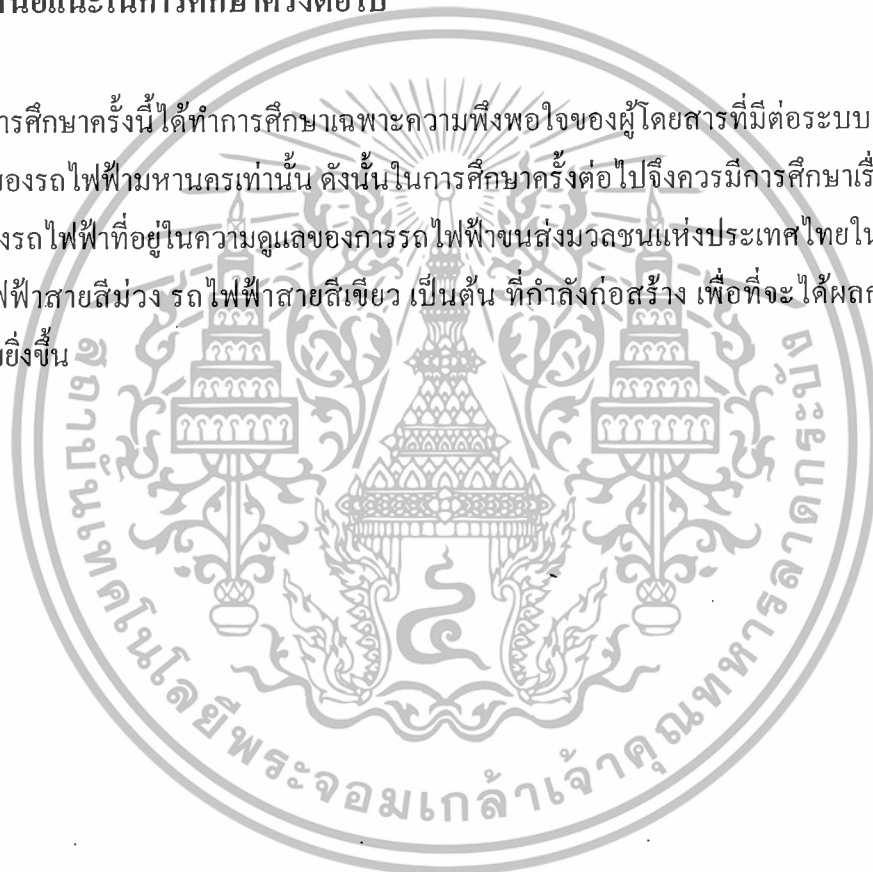 นอแนะในการศึกษาครั้งต่อไป
ารศึกษาครั้งนี้ได้ทำการศึกษาเฉพาะความพึงพอใจของผู้โดยสารที่มีต่อระบบ
ของรถไฟฟ้ามหานครเท่านั้น ดังนั้นในการศึกษาครั้งต่อไปจึงควรมีการศึกษาเรื่
งรถไฟฟ้าที่อยู่ในความดูแลของการรถไฟฟ้าขนส่งมวลชนแห่งประเทศไทยใน
ฟฟ้าสายสีม่วง รถไฟฟ้าสายสีเขียว เป็นต้น ที่กำลังก่อสร้าง เพื่อที่จะได้ผล
ยิ่งขึ้น
สถาบันเทคโนโลยีพระจอมเกล้าเจ้าคุณทหารลาดกระบัง